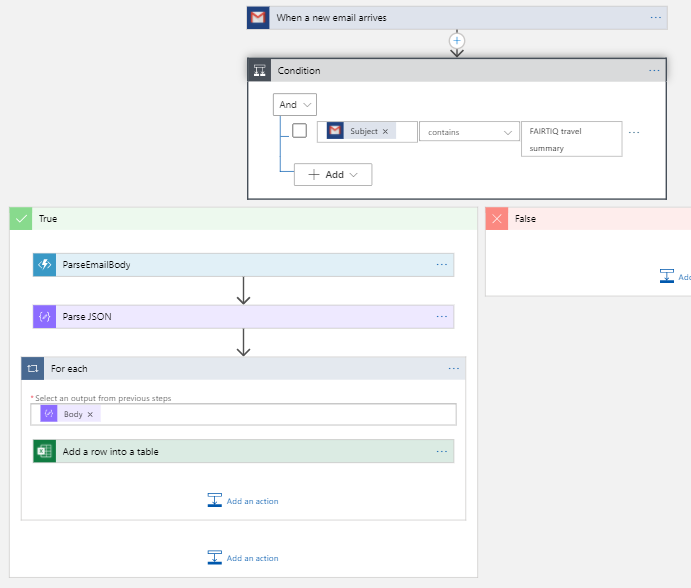 When a new email arrives
Condition
And
Subject
contains
FAIRTIQ travel
summary
Add
True
False
ParseEmailBody
Add
Parse JSON
For each
*Select an output from previous steps
Body
Add a row into a table
Add an action
Add an action